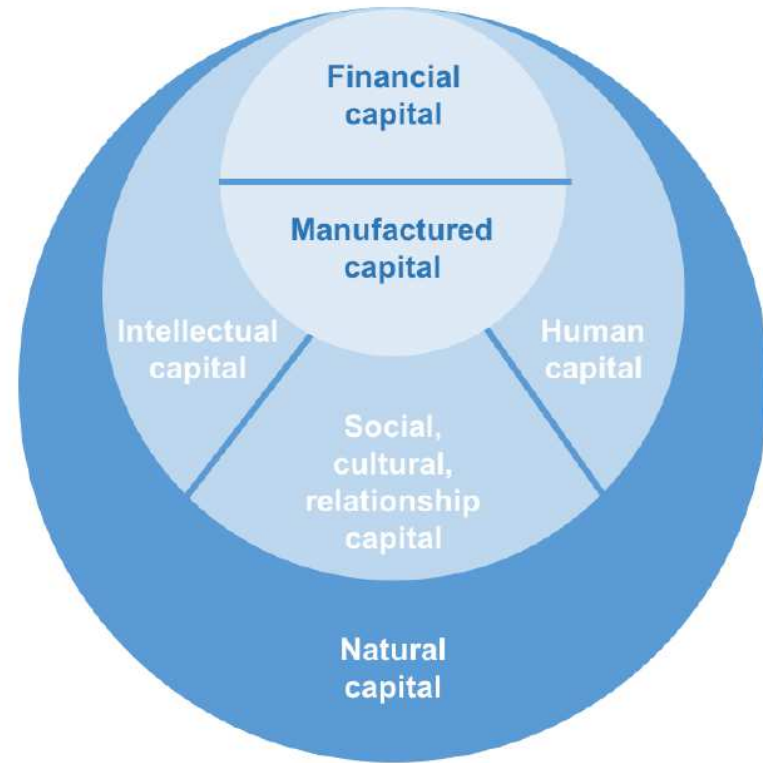 Financial
capital
Manufactured
capital
Intellectual
capital
Human
capital
Social,
cultural,
relationship
capital
Natural
capital